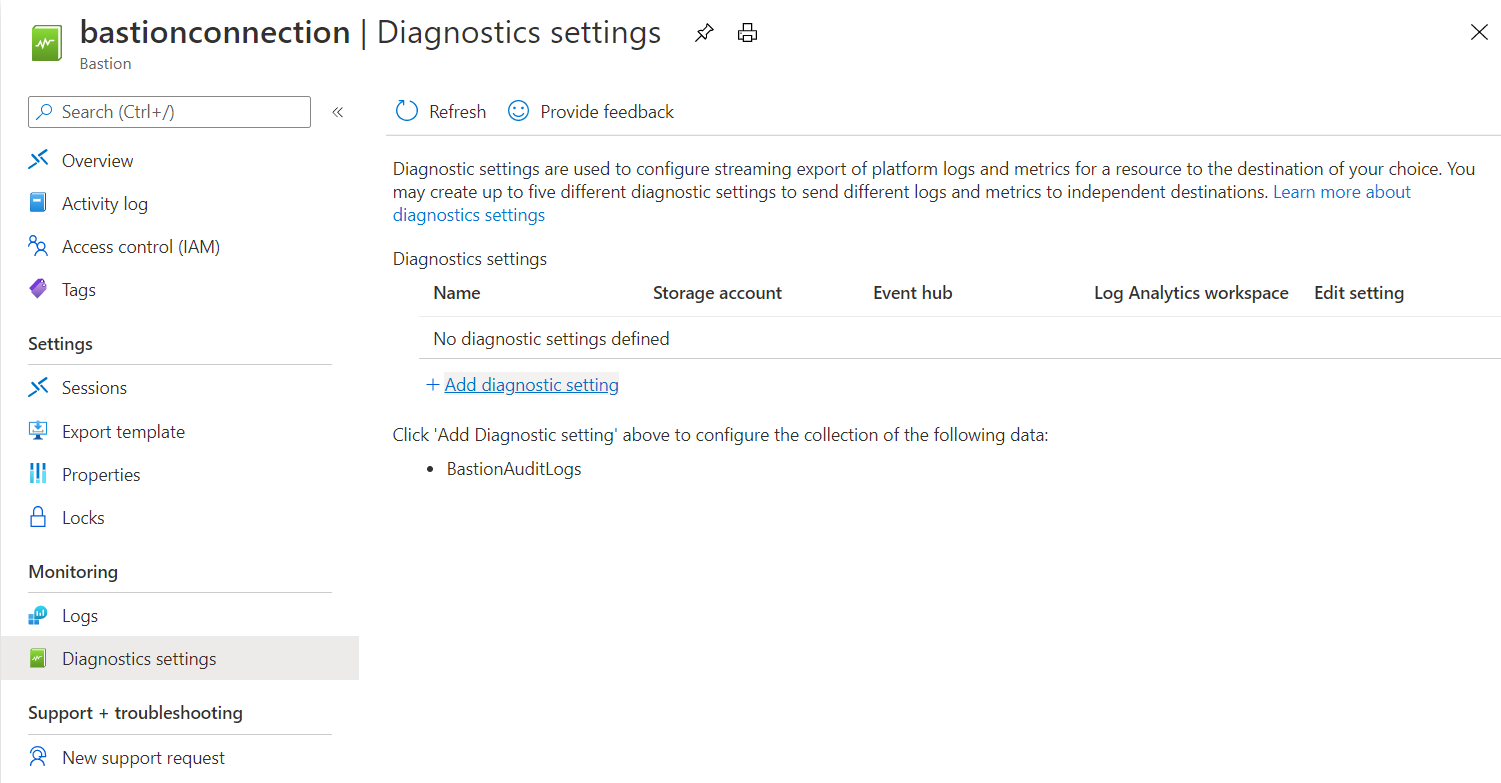 bastionconnection | Diagnostics settings
Bastion
Search (Ctrl+/)
«
Overview
Activity log
Access control (IAM)
Tags
Settings
Sessions
Export template
Properties
Locks
Monitoring
Logs
Diagnostics settings
Support + troubleshooting
New support request
Refresh
Provide feedback
Diagnostic settings are used to configure streaming export of platform logs and metrics for a resource to the destination of your choice. You
may create up to five different diagnostic settings to send different logs and metrics to independent destinations. Learn more about
diagnostics settings
Diagnostics settings
Name Storage account Event hub Log Analytics workspace Edit setting
No diagnostic settings defined
+ Add diagnostic setting
Click 'Add Diagnostic setting' above to configure the collection of the following data:
• BastionAuditLogs